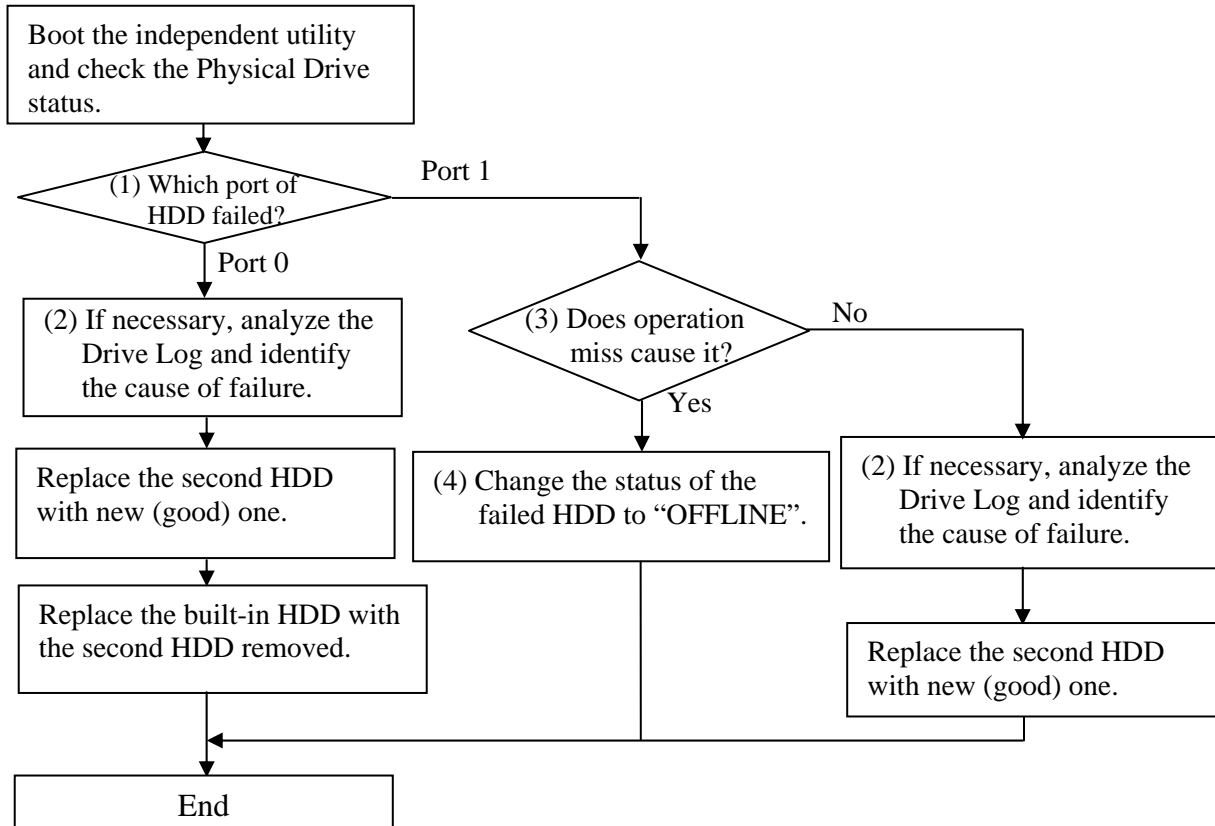 Boot the independent utility
and check the Physical Drive
status.
(1) Which port of
HDD failed?
Port 1
Port 0
(2) If necessary, analyze the
Drive Log and identify
the cause of failure.
(3) Does operation
miss cause it?
No
Yes
Replace the second HDD
with new (good) one.
(4) Change the status of the
failed HDD to “OFFLINE”.
(2) If necessary, analyze the
Drive Log and identify
the cause of failure.
Replace the built-in HDD with
the second HDD removed.
Replace the second HDD
with new (good) one.
End